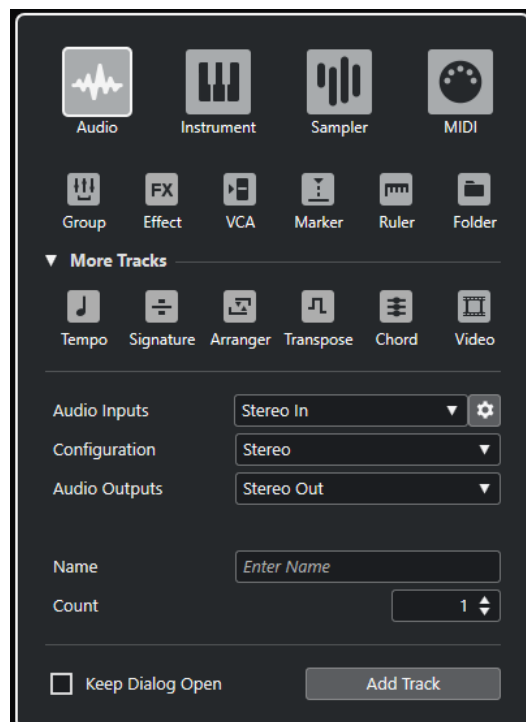 Audio Instrument Sampler MIDI
FX
Group Effect VCA Marker Ruler Folder
More Tracks
Tempo Signature Arranger Transpose Chord Video
Audio Inputs Stereo In
Configuration Stereo
Audio Outputs Stereo Out
Name Enter Name
Count 1
Keep Dialog Open Add Track